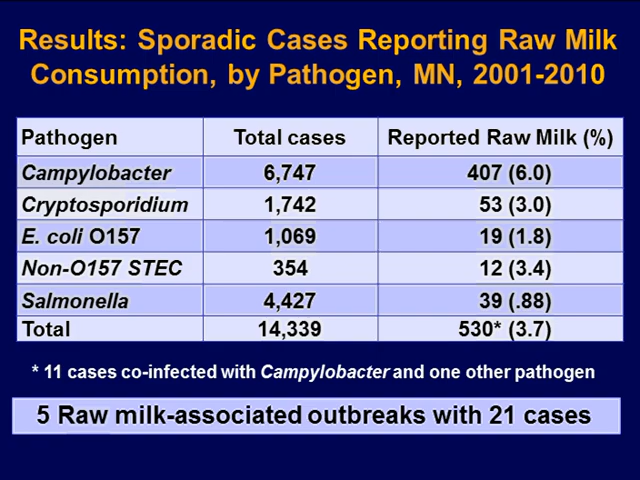 Results: Sporadic Cases Reporting Raw Milk
Consumption, by Pathogen, MN, 2001-2010
Pathogen Total cases Reported Raw Milk (%)
Campylobacter 6,747 407 (6.0)
Cryptosporidium 1,742 53 (3.0)
E. coli O157 1,069 19 (1.8)
Non-O157 STEC 354 12 (3.4)
Salmonella 4,427 39 (.88)
Total 14,339 530* (3.7)
* 11 cases co-infected with Campylobacter and one other pathogen
5 Raw milk-associated outbreaks with 21 cases